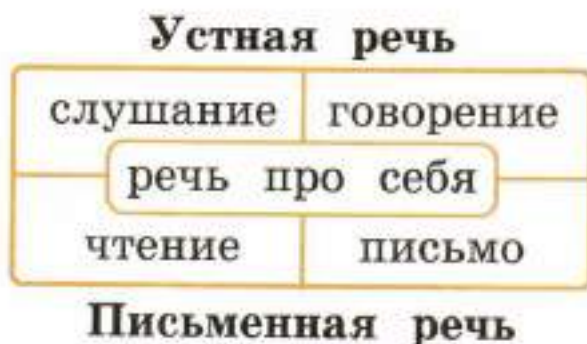 Устная речь
слушание говорение
речь про себя
чтение письмо
Письменная речь